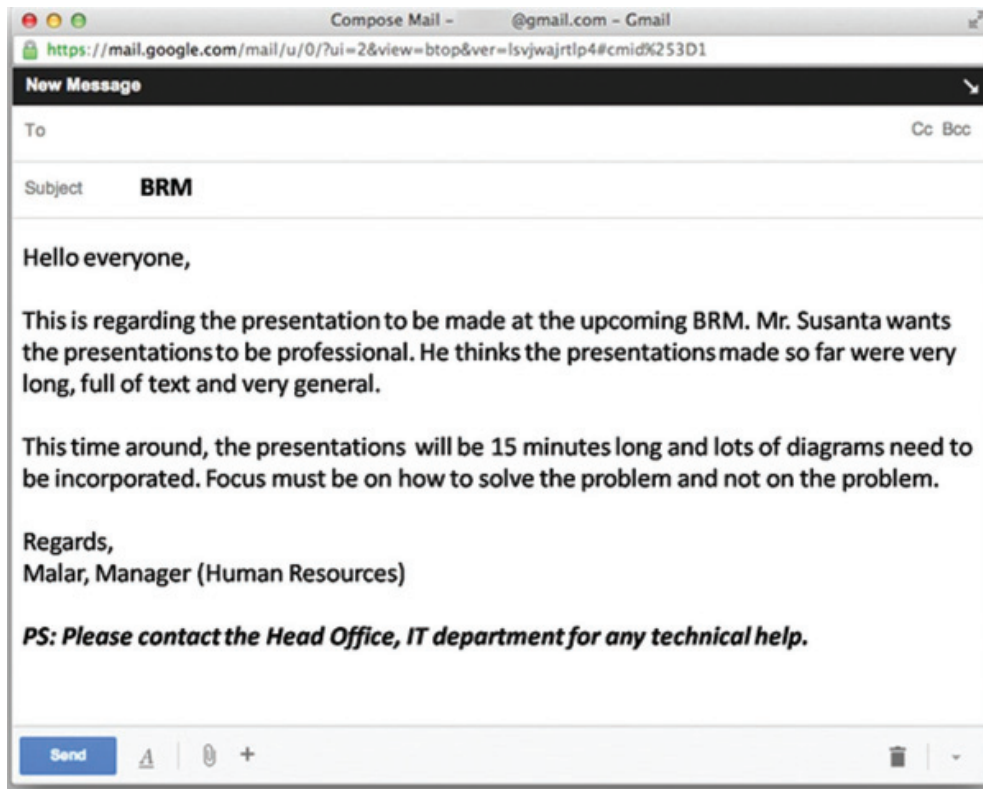 Compose Mail –        @gmail.com – Gmail
https://mail.google.com/mail/u/0/?ui=2&view=btop&ver=lsvjwajrtlp4#cmid%253D1
New Message
To Cc Bcc
Subject BRM
Hello everyone,
This is regarding the presentation to be made at the upcoming BRM. Mr. Susanta wants
the presentations to be professional. He thinks the presentations made so far were very
long, full of text and very general.
This time around, the presentations will be 15 minutes long and lots of diagrams need to
be incorporated. Focus must be on how to solve the problem and not on the problem.
Regards,
Malar, Manager (Human Resources)
PS: Please contact the Head Office, IT department for any technical help.
Send A